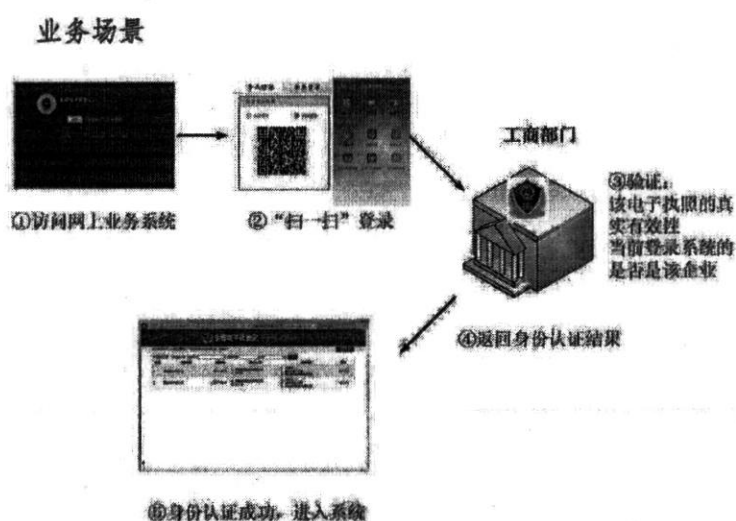 业务场景
工商部门
③验证:
该电子执照的真
实有效性
当前登录系统的
是否是该企业
①访问网上业务系统
②“扫一扫”登录
④返回身份认证结果
⑤身份认证成功，进入系统